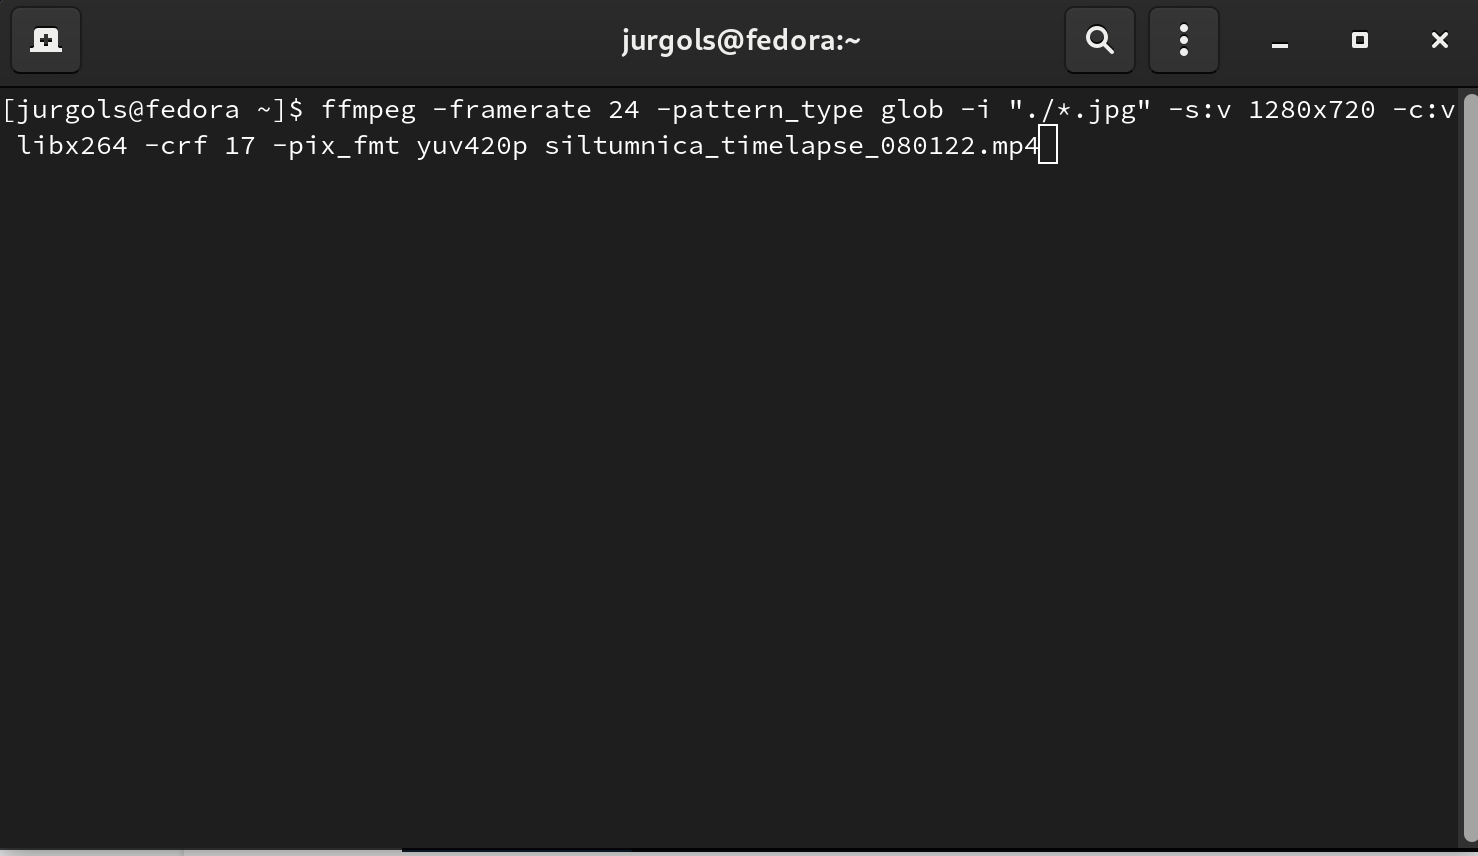 jurgols@fedora:~
[jurgols@fedora ~]$ ffmpeg -framerate 24 -pattern_type glob -i "./*.jpg" -s:v 1280x720 -c:v
libx264 -crf 17 -pix_fmt yuv420p siltumnica_timelapse_080122.mp4